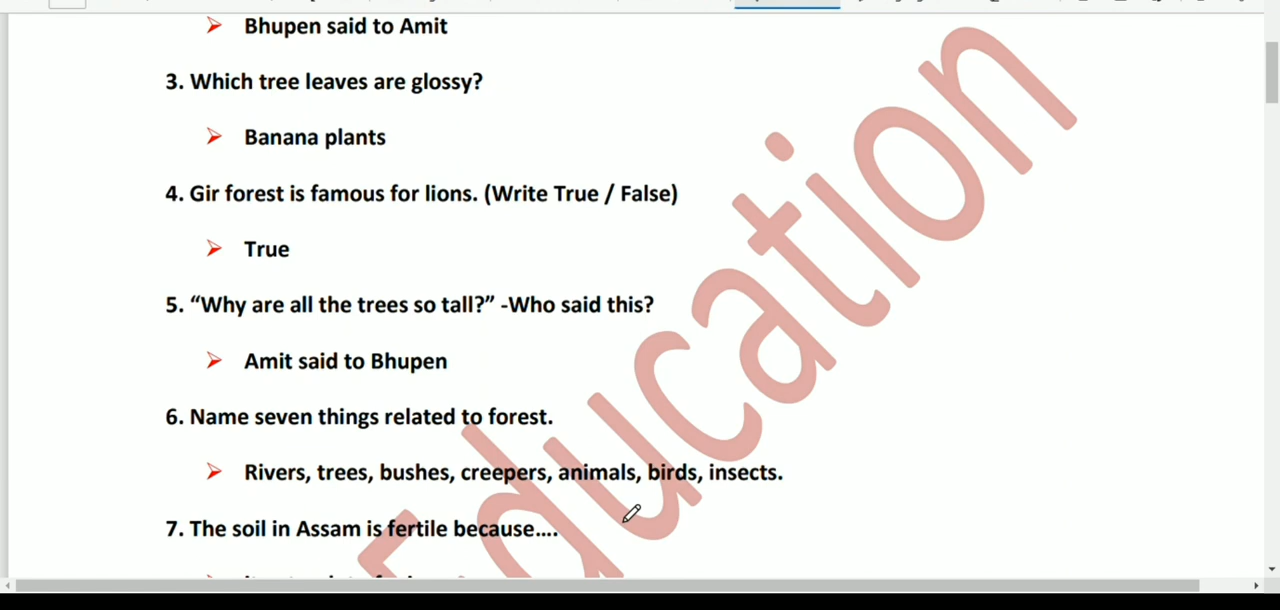 Bhupen said to Amit
3. Which tree leaves are glossy?
Banana plants
4. Gir forest is famous for lions. (Write True / False)
True
5. “Why are all the trees so tall?” -Who said this?
Amit said to Bhupen
6. Name seven things related to forest.
Rivers, trees, bushes, creepers, animals, birds, insects.
7. The soil in Assam is fertile because....
Education